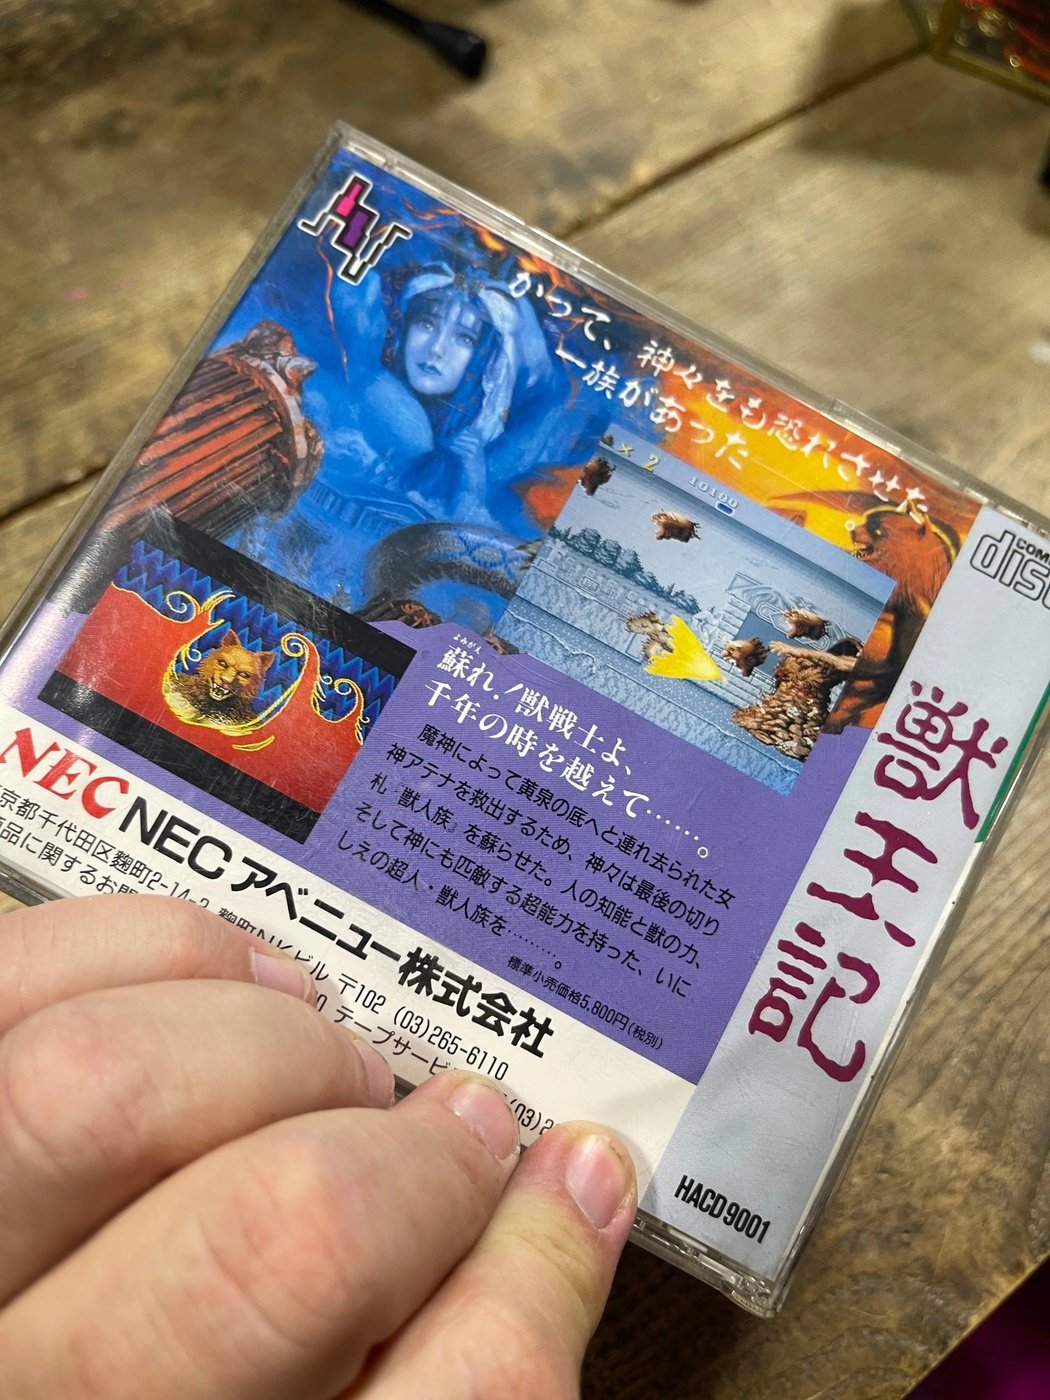 かつて、神々をも恐れさせた
一族があった。
× 2
10100
COM
disc
よみがえ
蘇れ!獣戦士よ、
千年の時を越えて……。
魔神によって黄泉の底へと連れ去られた女
神アテナを救出するため、神々は最後の切り
札『獣人族』を蘇らせた。人の知能と獣の力、
そして神にも匹敵する超能力を持った、いに
しえの超人・獣人族を………。
標準小売価格5,800円(税別)
NEC NECアベニュー株式会社
京都千代田区麹町2-14-2 麹町NKビル 〒102 (03)265-6110
商品に関するお問
テープサービ
(03)2
獣王記
HACD9001